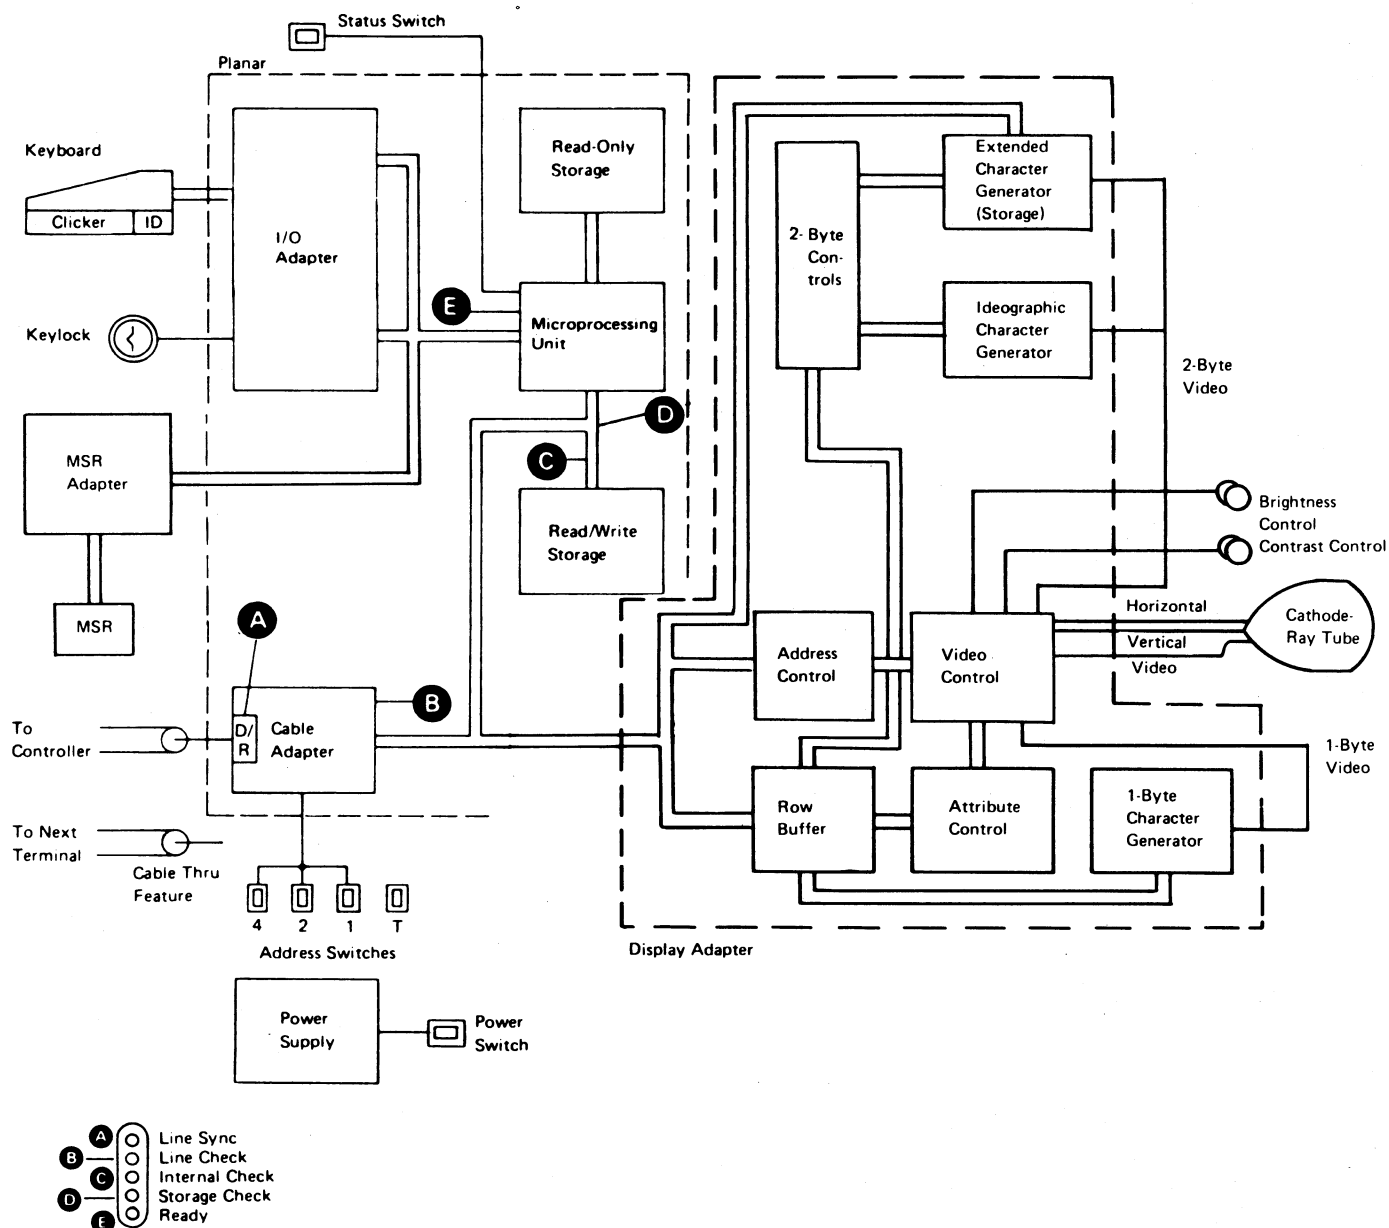 Status Switch
Planar
Keyboard
Clicker
ID
I/O
Adapter
Read-Only
Storage
Keylock
E
Microprocessing
Unit
D
C
MSR
Adapter
Read/Write
Storage
MSR
A
B
To
Controller
D/
R
Cable
Adapter
To Next
Terminal
Cable Thru
Feature
4
2
1
T
Address Switches
Power
Supply
Power
Switch
2-Byte
Con-
trols
Extended
Character
Generator
(Storage)
Ideographic
Character
Generator
2-Byte
Video
Brightness
Control
Contrast Control
Horizontal
Vertical
Video
Cathode-
Ray Tube
Address
Control
Video
Control
1-Byte
Video
Row
Buffer
Attribute
Control
1-Byte
Character
Generator
Display Adapter
A Line Sync
B Line Check
C Internal Check
D Storage Check
E Ready